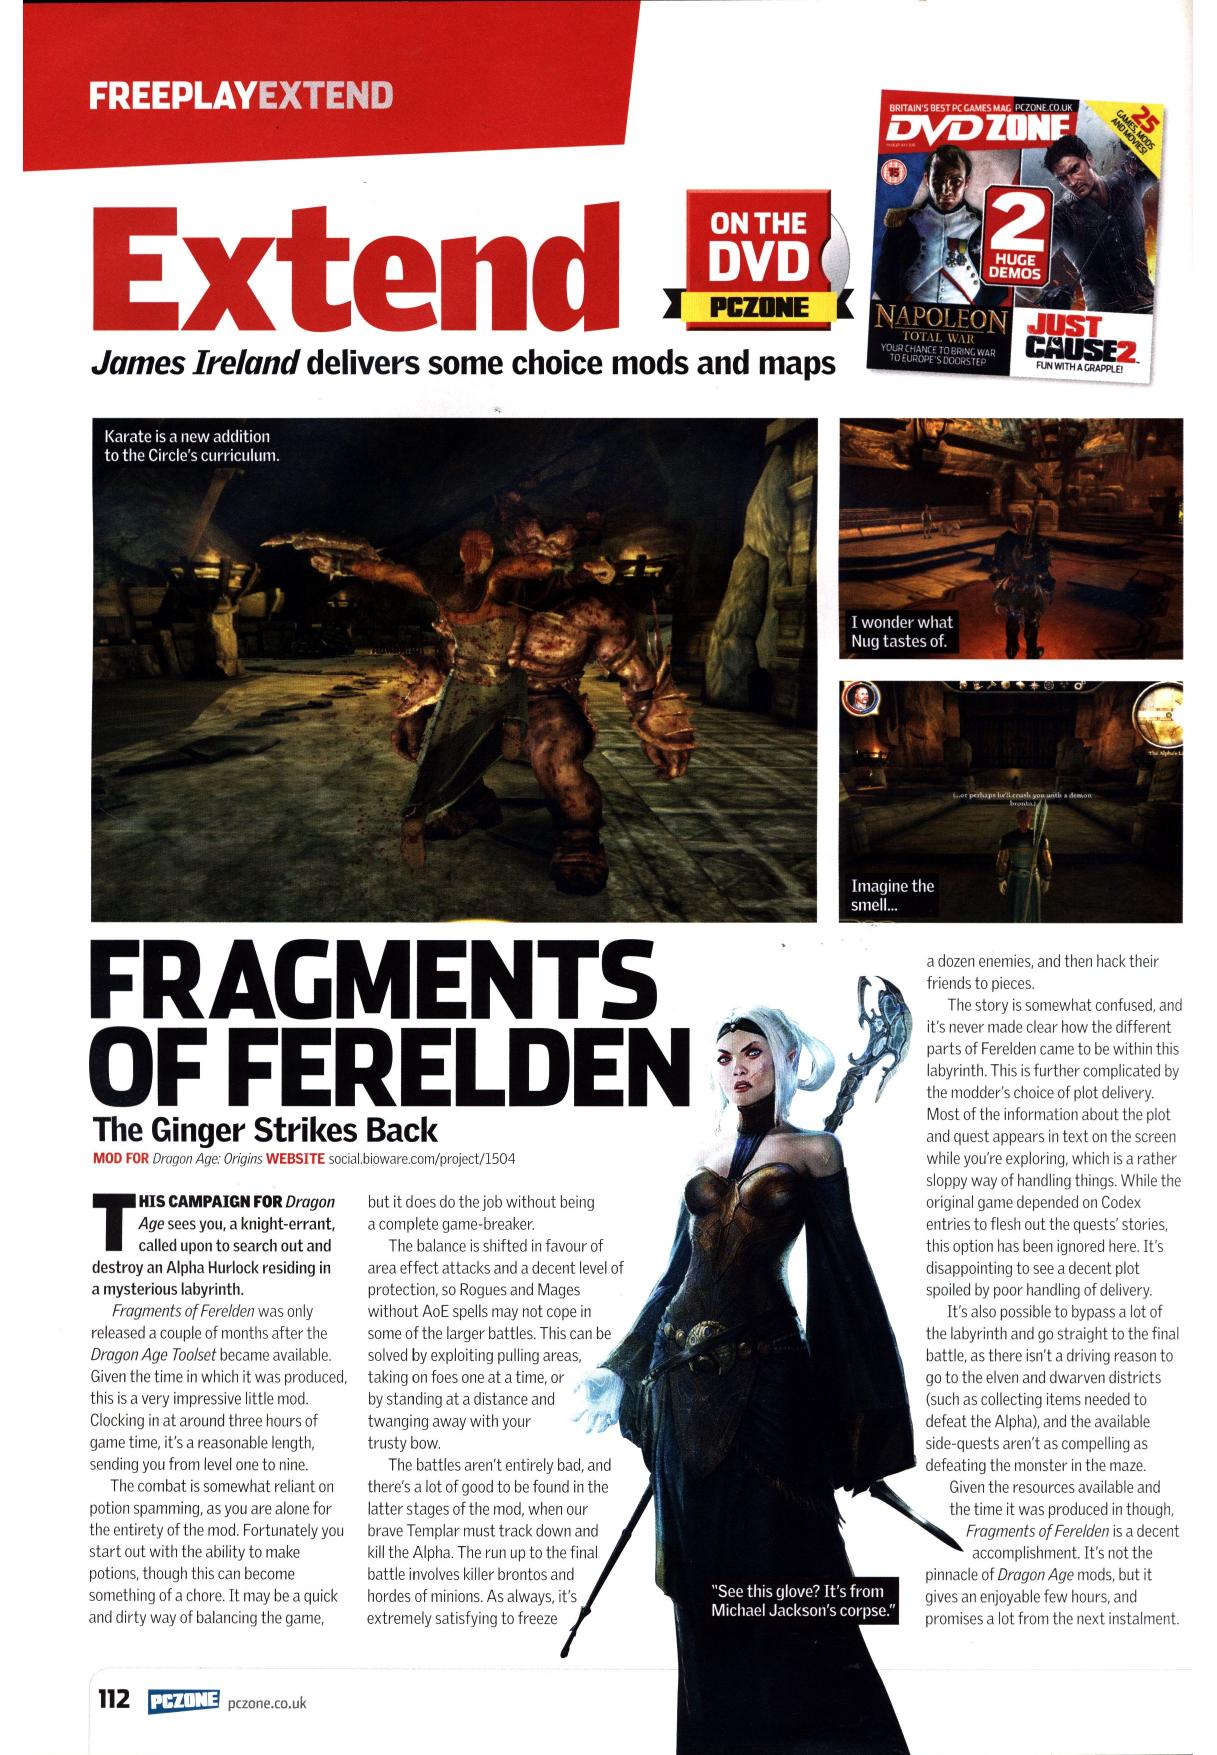 FREEPLAYEXTEND
BRITAIN'S BEST PC GAMES MAG PCZONE.CO.UK
DVD ZONE
25
GAMES, MODS
AND MOVIES!
15
2
HUGE
DEMOS
NAPOLEON
TOTAL WAR
YOUR CHANCE TO BRING WAR
TO EUROPE'S DOORSTEP
JUST
CAUSE 2
FUN WITH A GRAPPLE!
Extend
ON THE
DVD
PCZONE
James Ireland delivers some choice mods and maps
Karate is a new addition
to the Circle's curriculum.
I wonder what
Nug tastes of.
The Alpha's L
(...or perhaps he'll crush you with a demon
bronto.)
Imagine the
smell...
FRAGMENTS
OF FERELDEN
The Ginger Strikes Back
MOD FOR Dragon Age: Origins WEBSITE social.bioware.com/project/1504
THIS CAMPAIGN FOR Dragon
Age sees you, a knight-errant,
called upon to search out and
destroy an Alpha Hurlock residing in
a mysterious labyrinth.
Fragments of Ferelden was only
released a couple of months after the
Dragon Age Toolset became available.
Given the time in which it was produced,
this is a very impressive little mod.
Clocking in at around three hours of
game time, it's a reasonable length,
sending you from level one to nine.
The combat is somewhat reliant on
potion spamming, as you are alone for
the entirety of the mod. Fortunately you
start out with the ability to make
potions, though this can become
something of a chore. It may be a quick
and dirty way of balancing the game,
but it does do the job without being
a complete game-breaker.
The balance is shifted in favour of
area effect attacks and a decent level of
protection, so Rogues and Mages
without AoE spells may not cope in
some of the larger battles. This can be
solved by exploiting pulling areas,
taking on foes one at a time, or
by standing at a distance and
twanging away with your
trusty bow.
The battles aren't entirely bad, and
there's a lot of good to be found in the
latter stages of the mod, when our
brave Templar must track down and
kill the Alpha. The run up to the final
battle involves killer brontos and
hordes of minions. As always, it's
extremely satisfying to freeze
a dozen enemies, and then hack their
friends to pieces.
The story is somewhat confused, and
it's never made clear how the different
parts of Ferelden came to be within this
labyrinth. This is further complicated by
the modder's choice of plot delivery.
Most of the information about the plot
and quest appears in text on the screen
while you're exploring, which is a rather
sloppy way of handling things. While the
original game depended on Codex
entries to flesh out the quests' stories,
this option has been ignored here. It's
disappointing to see a decent plot
spoiled by poor handling of delivery.
It's also possible to bypass a lot of
the labyrinth and go straight to the final
battle, as there isn't a driving reason to
go to the elven and dwarven districts
(such as collecting items needed to
defeat the Alpha), and the available
side-quests aren't as compelling as
defeating the monster in the maze.
Given the resources available and
the time it was produced in though,
Fragments of Ferelden is a decent
accomplishment. It's not the
pinnacle of Dragon Age mods, but it
gives an enjoyable few hours, and
promises a lot from the next instalment.
"See this glove? It's from
Michael Jackson's corpse."
112 PCZONE pczone.co.uk